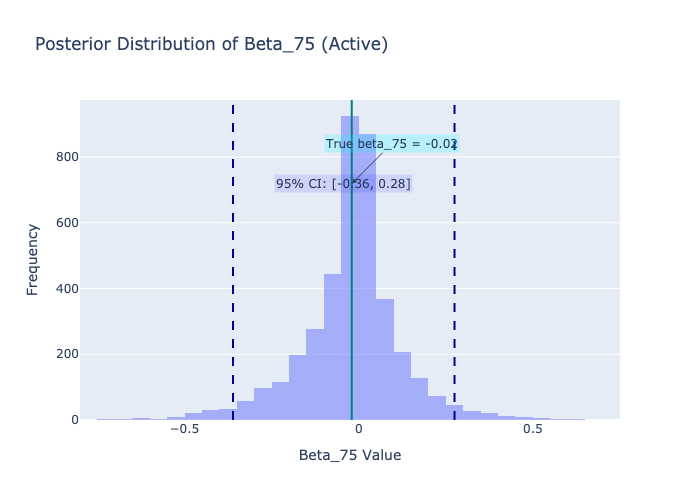 Posterior Distribution of Beta_75 (Active)
True beta_75 = -0.02
95% CI: [-0.36, 0.28]
800
600
400
200
0
Frequency
−0.5
0
0.5
Beta_75 Value